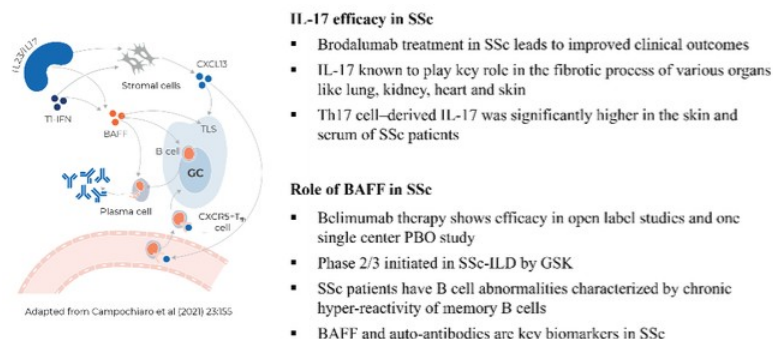 IL23/IL17
CXCL13
Stromal cells
T1-IFN
BAFF
TLS
B cell
GC
Plasma cell
CXCR5-Tfh
cell
Adapted from Campochiaro et al (2021) 23:155
IL-17 efficacy in SSc
▪ Brodalumab treatment in SSc leads to improved clinical outcomes
▪ IL-17 known to play key role in the fibrotic process of various organs
like lung, kidney, heart and skin
▪ Th17 cell–derived IL-17 was significantly higher in the skin and
serum of SSc patients
Role of BAFF in SSc
▪ Belimumab therapy shows efficacy in open label studies and one
single center PBO study
▪ Phase 2/3 initiated in SSc-ILD by GSK
▪ SSc patients have B cell abnormalities characterized by chronic
hyper-reactivity of memory B cells
▪ BAFF and auto-antibodies are key biomarkers in SSc